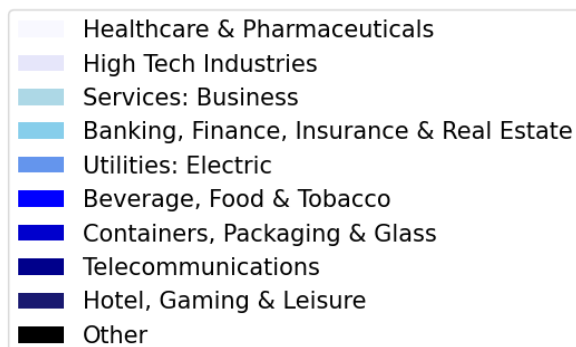 Healthcare & Pharmaceuticals
High Tech Industries
Services: Business
Banking, Finance, Insurance & Real Estate
Utilities: Electric
Beverage, Food & Tobacco
Containers, Packaging & Glass
Telecommunications
Hotel, Gaming & Leisure
Other